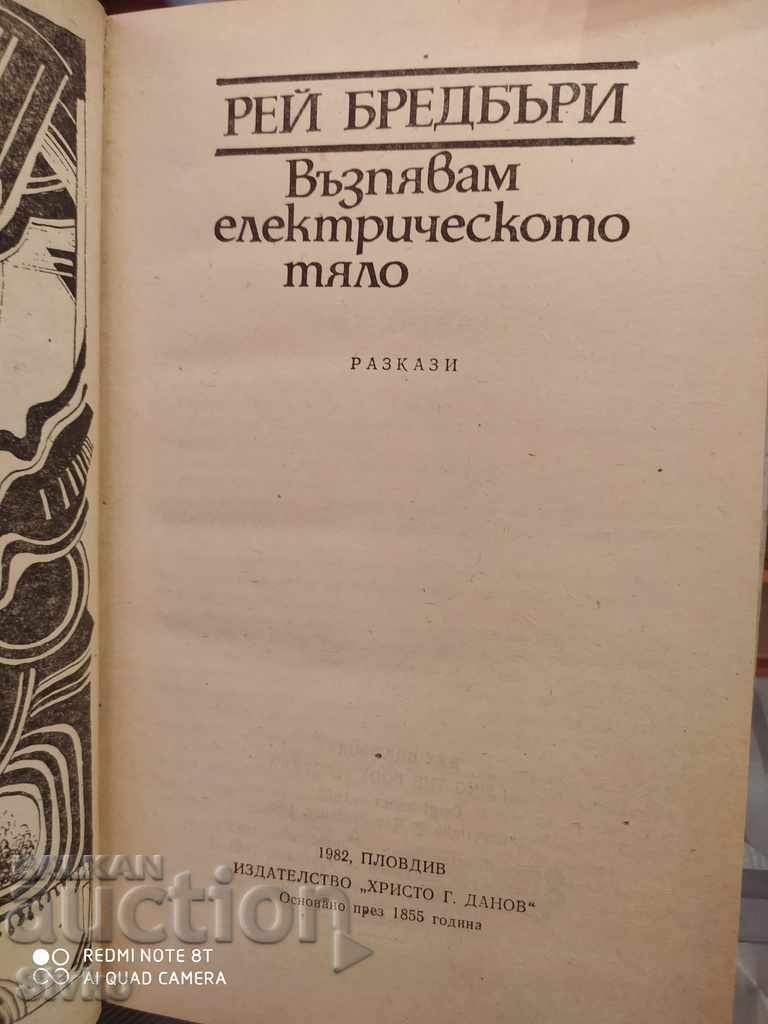 РЕЙ БРЕДБЪРИ
Възпявам
електрическото
тяло
РАЗКАЗИ
1982, ПЛОВДИВ
ИЗДАТЕЛСТВО „ХРИСТО Г. ДАНОВ“
Основано през 1855 година
BALKAN
auction
REDMI NOTE 8T
AI QUAD CAMERA